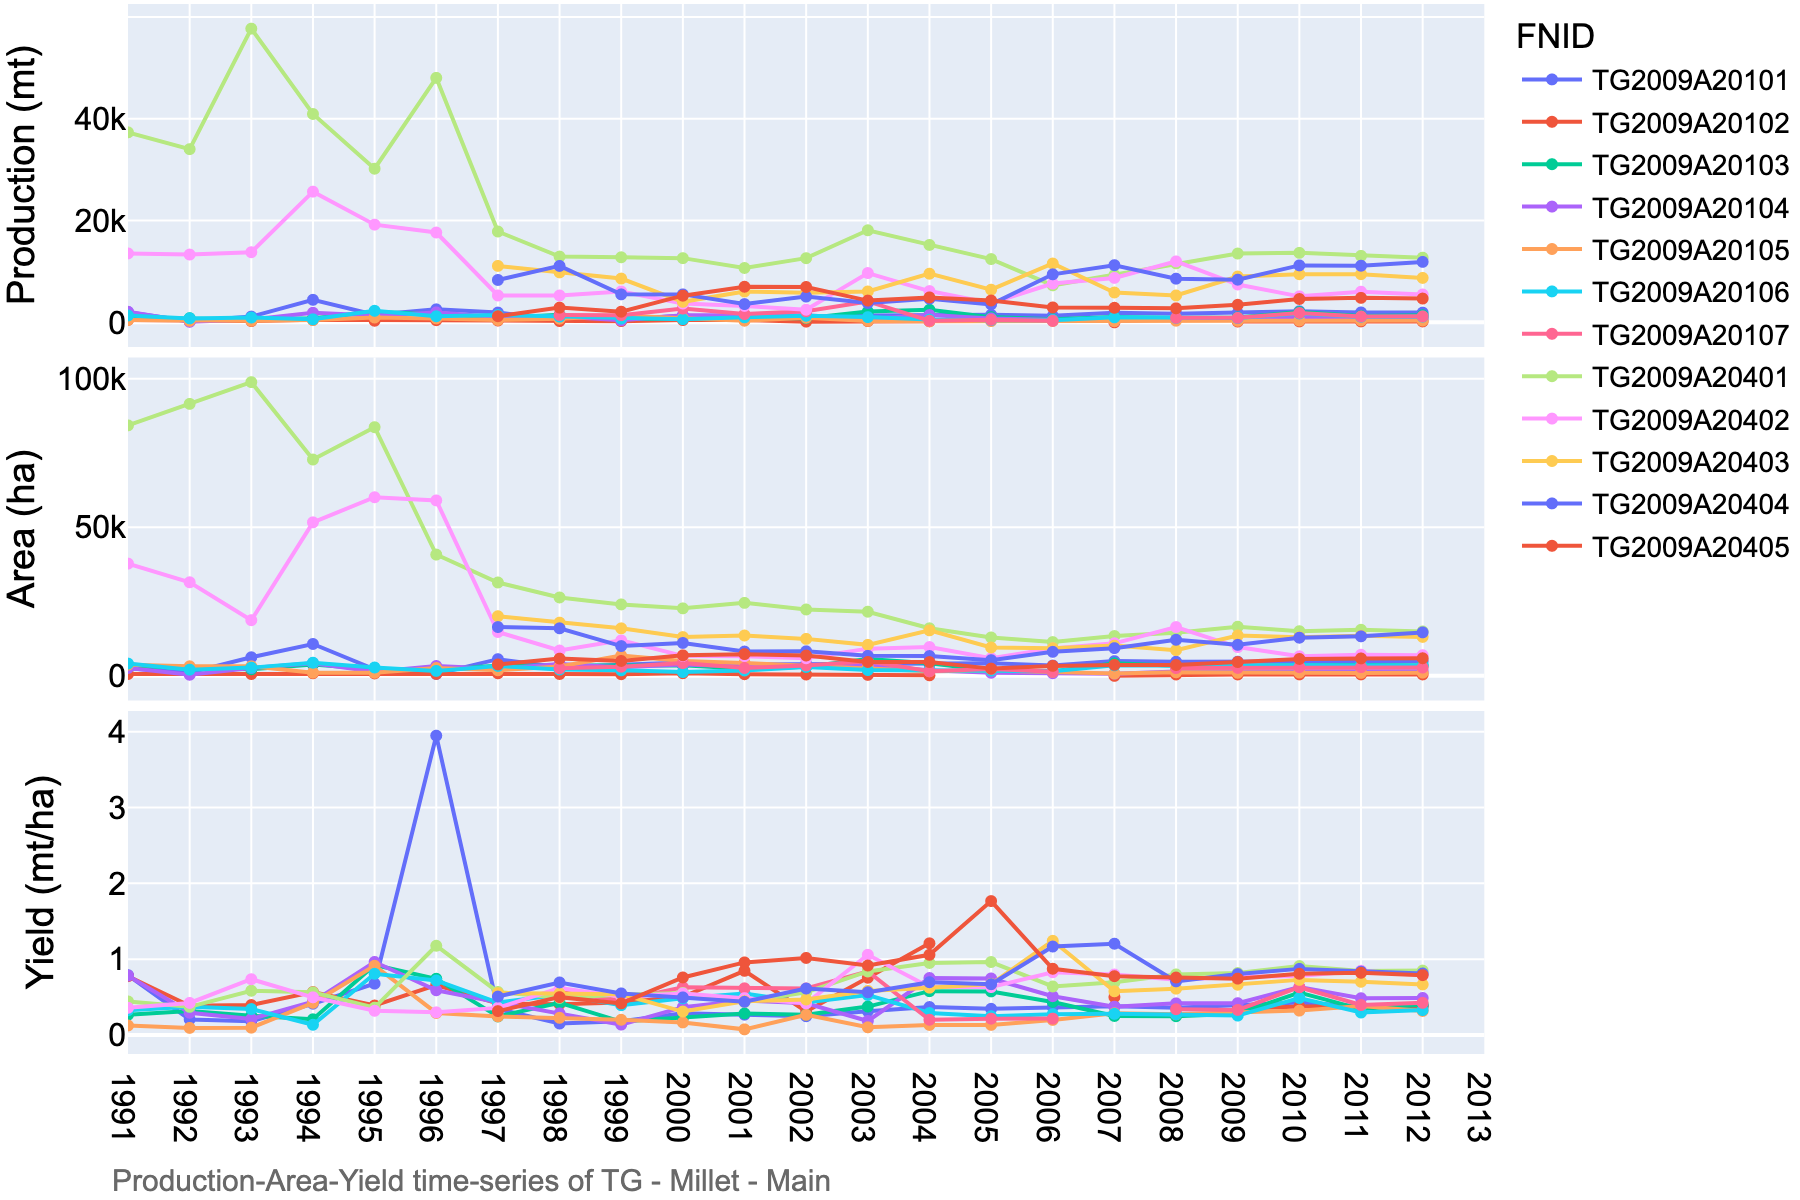 Production (mt)
40k
20k
0
Area (ha)
100k
50k
0
Yield (mt/ha)
4
3
2
1
0
1991
1992
1993
1994
1995
1996
1997
1998
1999
2000
2001
2002
2003
2004
2005
2006
2007
2008
2009
2010
2011
2012
2013
Production-Area-Yield time-series of TG - Millet - Main
FNID
TG2009A20101
TG2009A20102
TG2009A20103
TG2009A20104
TG2009A20105
TG2009A20106
TG2009A20107
TG2009A20401
TG2009A20402
TG2009A20403
TG2009A20404
TG2009A20405